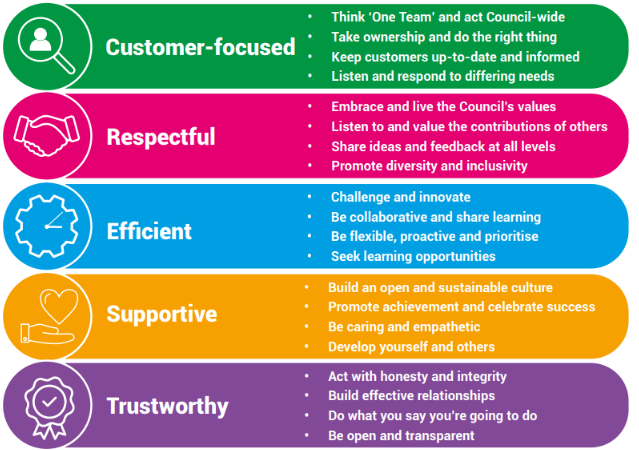 Customer-focused
• Think ‘One Team’ and act Council-wide
• Take ownership and do the right thing
• Keep customers up-to-date and informed
• Listen and respond to differing needs
Respectful
• Embrace and live the Council's values
• Listen to and value the contributions of others
• Share ideas and feedback at all levels
• Promote diversity and inclusivity
Efficient
• Challenge and innovate
• Be collaborative and share learning
• Be flexible, proactive and prioritise
• Seek learning opportunities
Supportive
• Build an open and sustainable culture
• Promote achievement and celebrate success
• Be caring and empathetic
• Develop yourself and others
Trustworthy
• Act with honesty and integrity
• Build effective relationships
• Do what you say you're going to do
• Be open and transparent